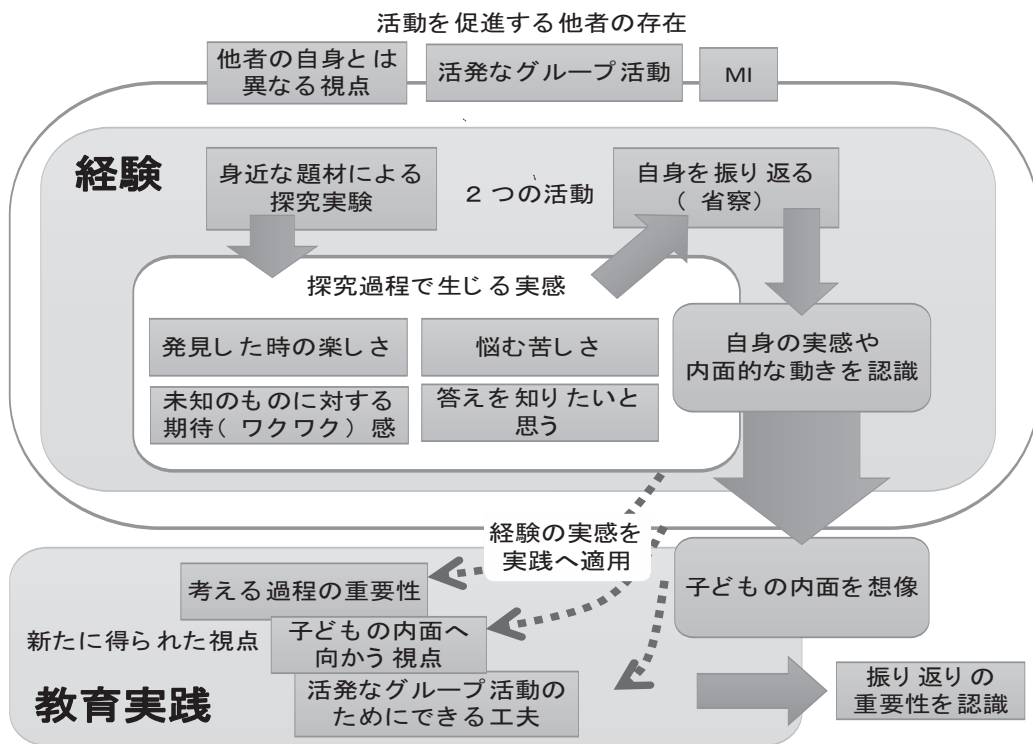 活動を促進する他者の存在
他者の自身とは
異なる視点
活発なグループ活動
MI
経験
身近な題材による
探究実験
2つの活動
自身を振り返る
(省察)
探究過程で生じる実感
発見した時の楽しさ
悩む苦しさ
未知のものに対する
期待(ワクワク)感
答えを知りたいと
思う
自身の実感や
内面的な動きを認識
経験の実感を
実践へ適用
子どもの内面を想像
考える過程の重要性
新たに得られた視点
子どもの内面へ
向かう視点
活発なグループ活動の
ためにできる工夫
教育実践
振り返りの
重要性を認識